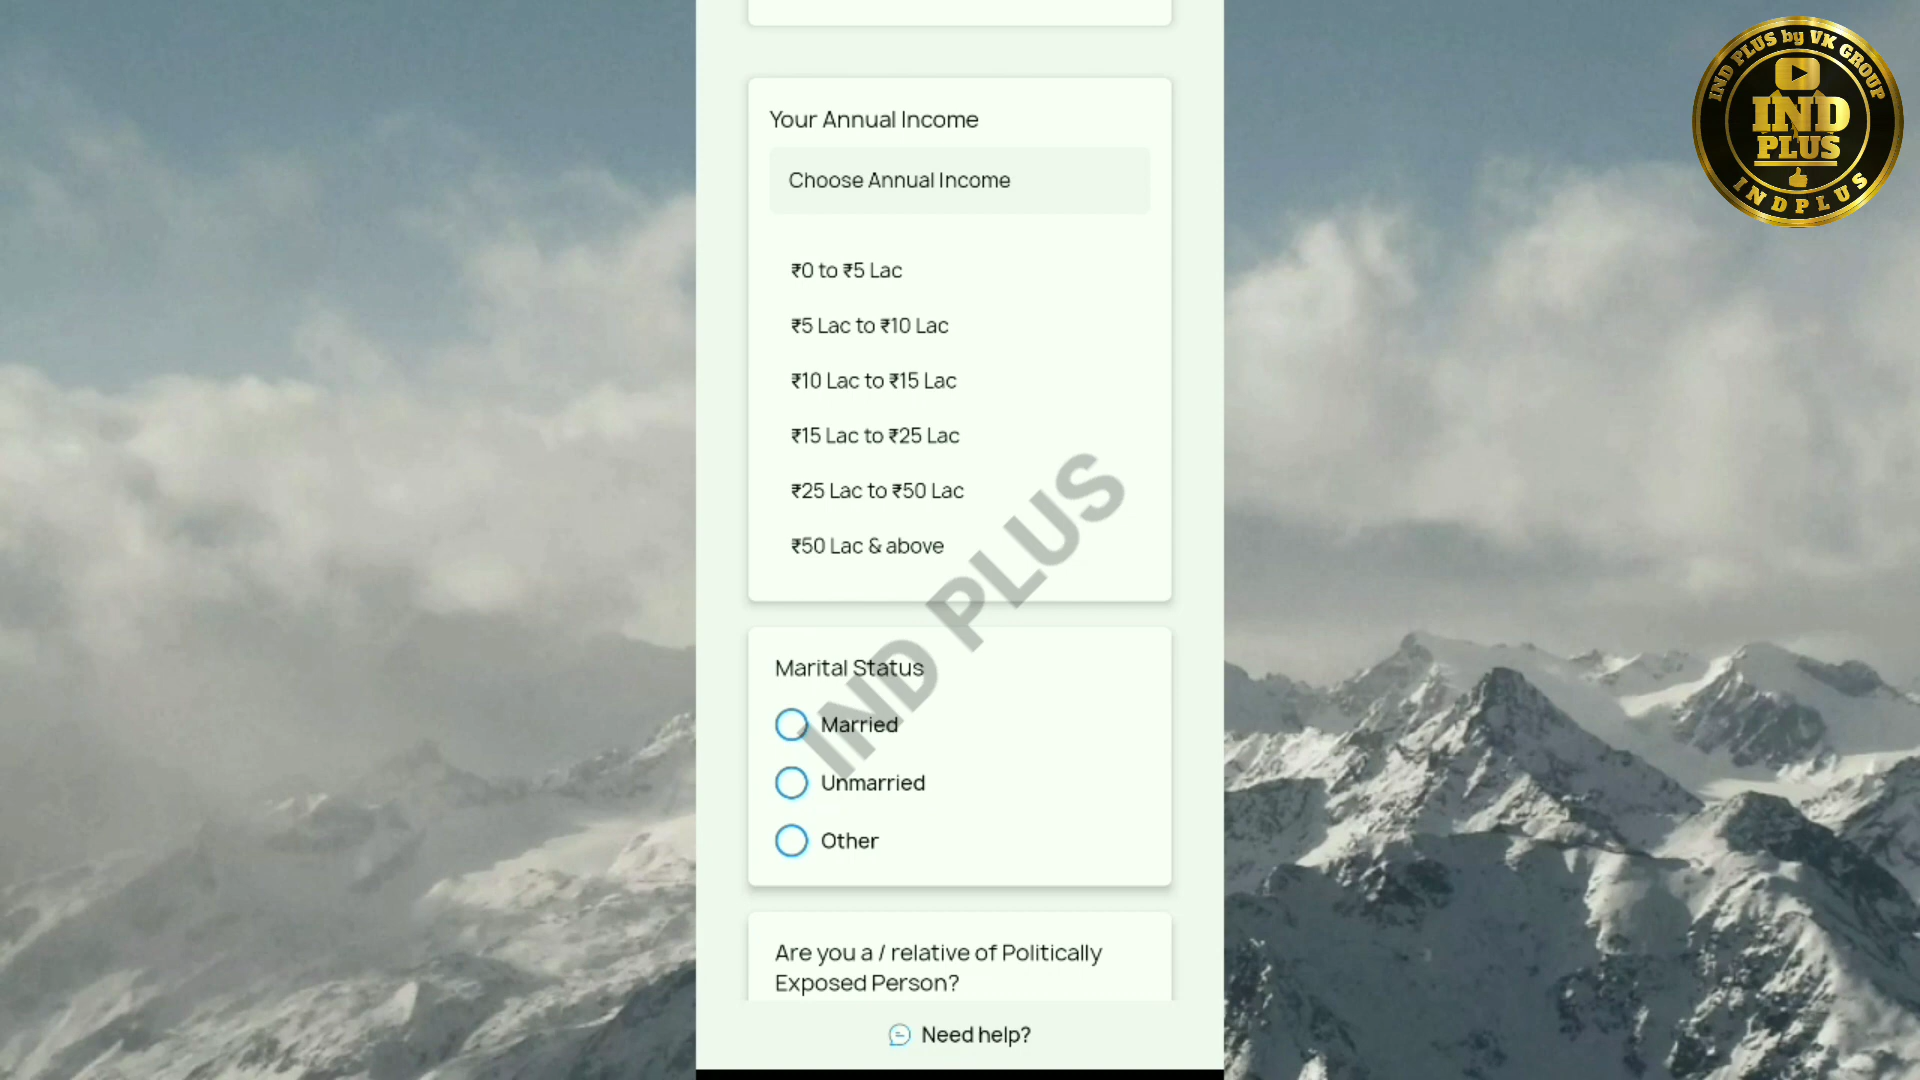 IND PLUS by VK GROUP
IND
PLUS
INDPLUS
Your Annual Income
Choose Annual Income
₹0 to ₹5 Lac
₹5 Lac to ₹10 Lac
₹10 Lac to ₹15 Lac
₹15 Lac to ₹25 Lac
₹25 Lac to ₹50 Lac
₹50 Lac & above
IND PLUS
Marital Status
Married
Unmarried
Other
Are you a / relative of Politically
Exposed Person?
Need help?